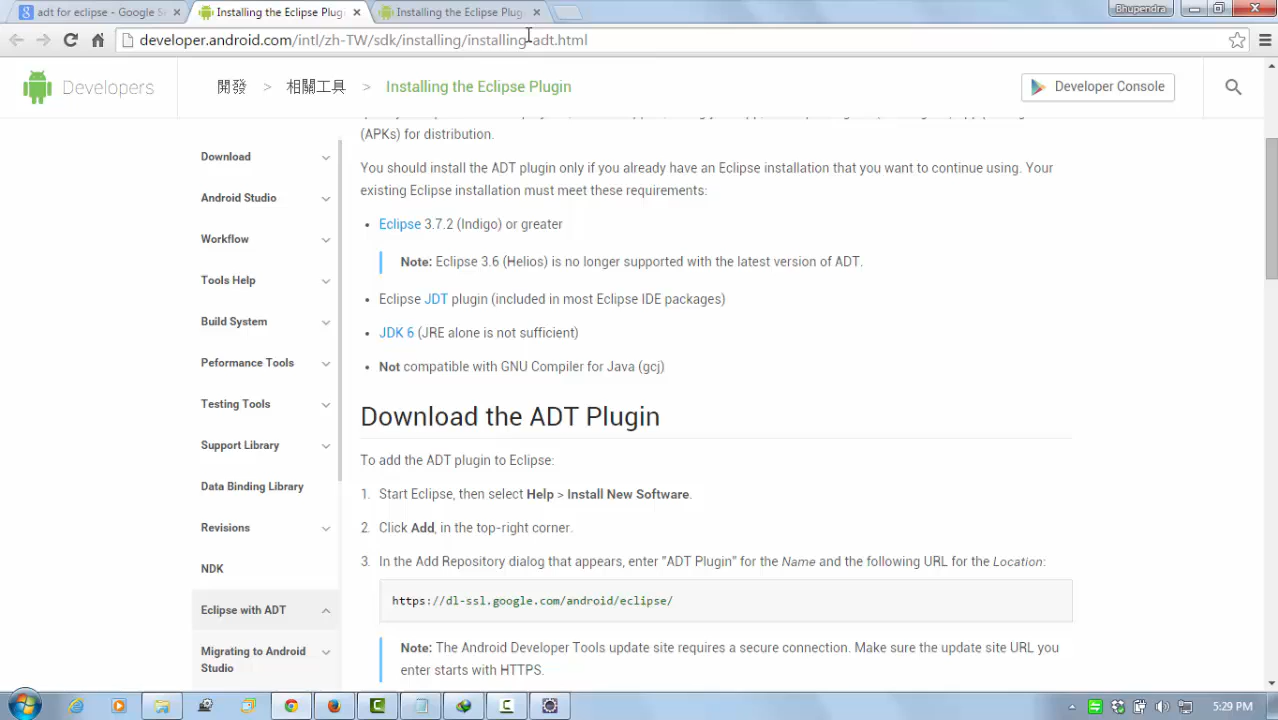 adt for eclipse - Google Se
Installing the Eclipse Plugi
Installing the Eclipse Plug
Bhupendra
developer.android.com/intl/zh-TW/sdk/installing/installing-adt.html
Developers
開發 > 相關工具 > Installing the Eclipse Plugin
Developer Console
Download
Android Studio
Workflow
Tools Help
Build System
Peformance Tools
Testing Tools
Support Library
Data Binding Library
Revisions
NDK
Eclipse with ADT
Migrating to Android
Studio
(APKs) for distribution.
You should install the ADT plugin only if you already have an Eclipse installation that you want to continue using. Your
existing Eclipse installation must meet these requirements:
• Eclipse 3.7.2 (Indigo) or greater
Note: Eclipse 3.6 (Helios) is no longer supported with the latest version of ADT.
• Eclipse JDT plugin (included in most Eclipse IDE packages)
• JDK 6 (JRE alone is not sufficient)
• Not compatible with GNU Compiler for Java (gcj)
Download the ADT Plugin
To add the ADT plugin to Eclipse:
1. Start Eclipse, then select Help > Install New Software.
2. Click Add, in the top-right corner.
3. In the Add Repository dialog that appears, enter "ADT Plugin" for the Name and the following URL for the Location:
https://dl-ssl.google.com/android/eclipse/
Note: The Android Developer Tools update site requires a secure connection. Make sure the update site URL you
enter starts with HTTPS.
5:29 PM